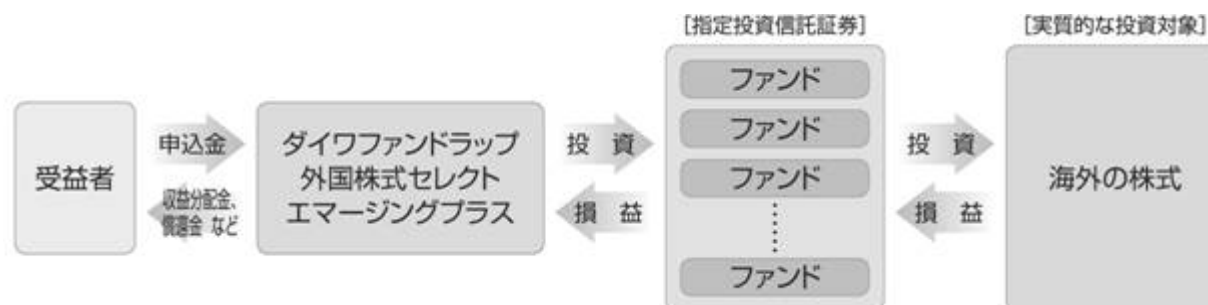 [指定投資信託証券]
[実質的な投資対象]
受益者
申込金
収益分配金、
償還金 など
ダイワファンドラップ
外国株式セレクト
エマージングプラス
投 資
損 益
ファンド
ファンド
ファンド
ファンド
投 資
損 益
海外の株式